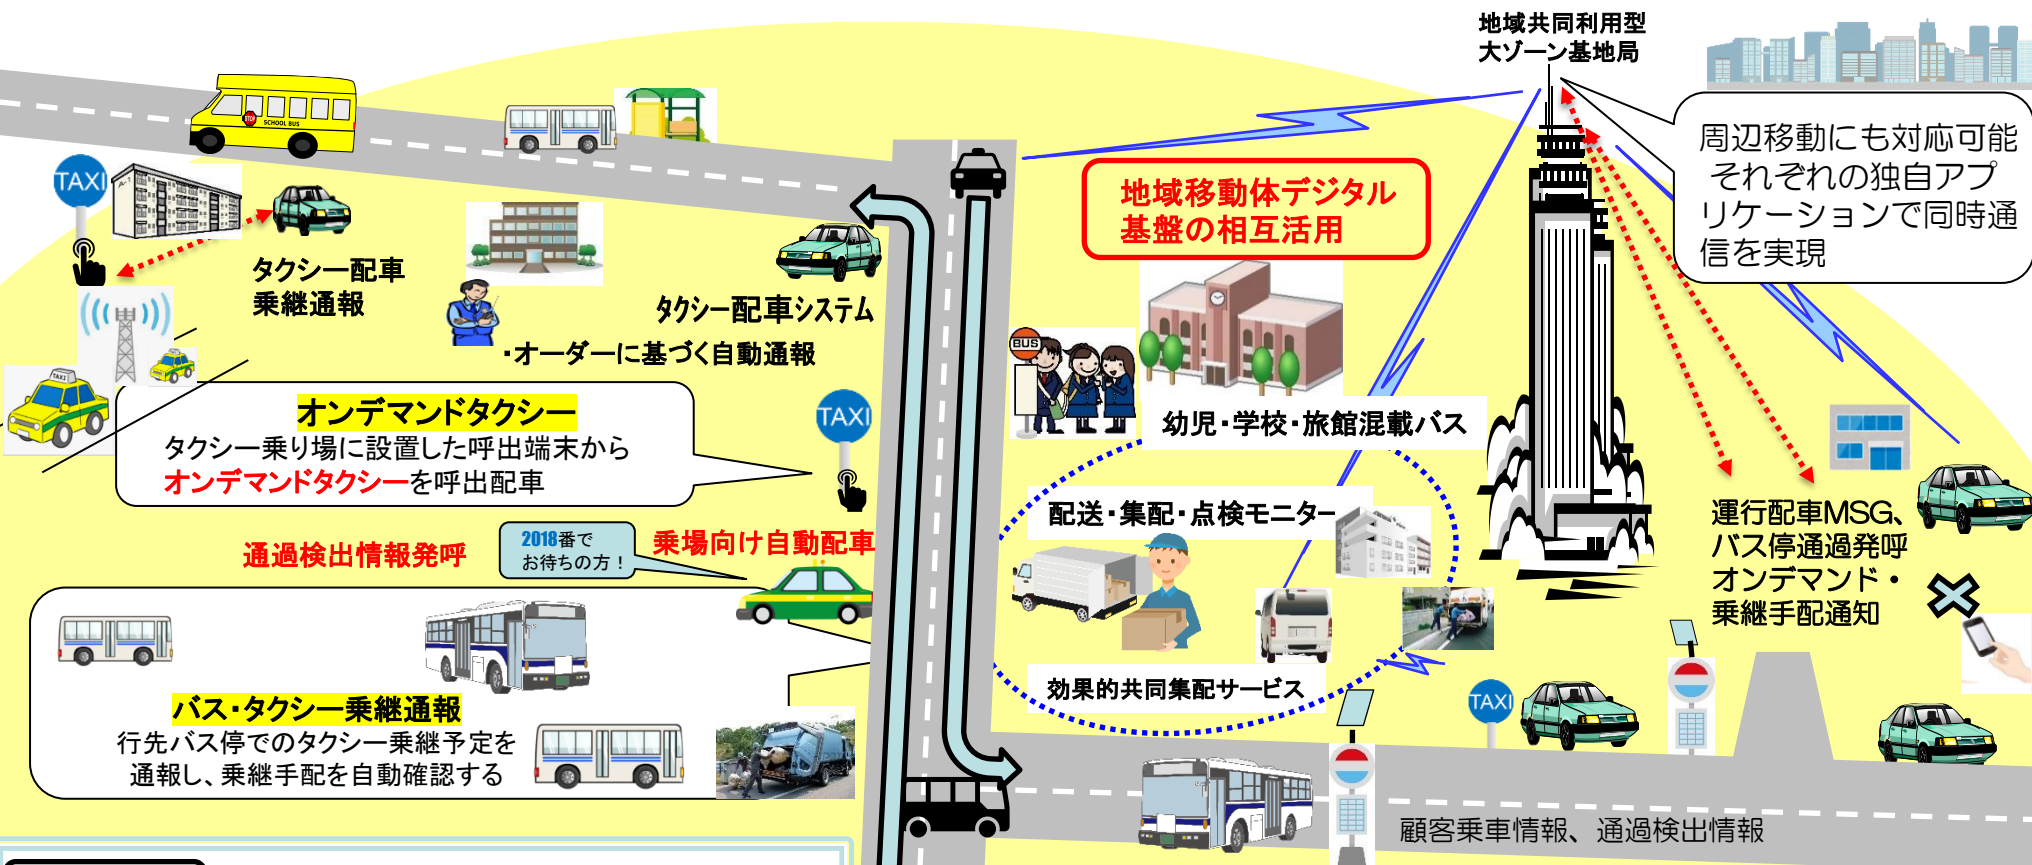 地域共同利用型
大ゾーン基地局
周辺移動にも対応可能
それぞれの独自アプ
リケーションで同時通
信を実現
SCHOOL BUS
STOP
TAXI
A-1
地域移動体デジタル
基盤の相互活用
タクシー配車
乗継通報
タクシー配車システム
・オーダーに基づく自動通報
BUS
TAXI
オンデマンドタクシー
タクシー乗り場に設置した呼出端末から
オンデマンドタクシーを呼出配車
TAXI
幼児・学校・旅館混載バス
配送・集配・点検モニター
運行配車MSG、
バス停通過発呼
オンデマンド・
乗継手配通知
通過検出情報発呼
2018番で
お待ちの方！
乗場向け自動配車
効果的共同集配サービス
TAXI
バス・タクシー乗継通報
行先バス停でのタクシー乗継予定を
通報し、乗継手配を自動確認する
顧客乗車情報、通過検出情報